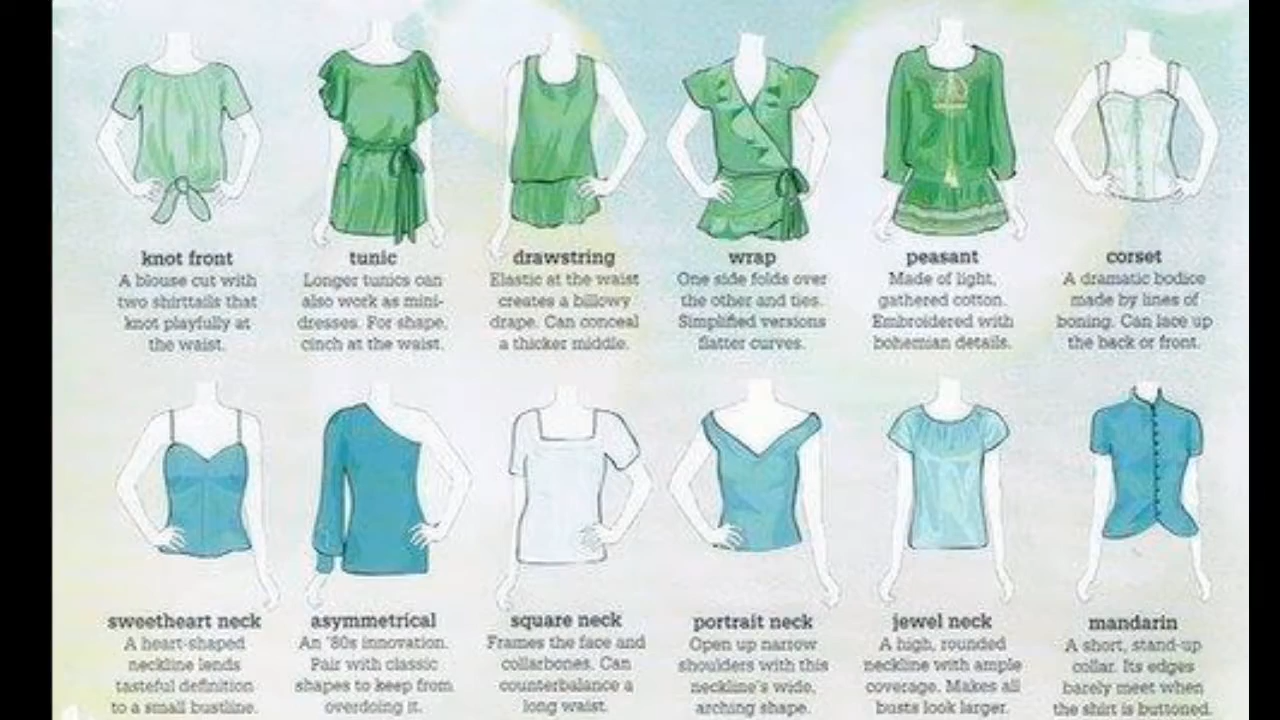 knot front
A blouse cut with
two shirttails that
knot playfully at
the waist.
tunic
Longer tunics can
also work as mini-
dresses. For shape,
cinch at the waist.
drawstring
Elastic at the waist
creates a billowy
drape. Can conceal
a thicker middle.
wrap
One side folds over
the other and ties.
Simplified versions
flatter curves.
peasant
Made of light,
gathered cotton.
Embroidered with
bohemian details.
corset
A dramatic bodice
made by lines of
boning. Can lace up
the back or front.
sweetheart neck
A heart-shaped
neckline lends
tasteful definition
to a small bustline.
asymmetrical
An '80s innovation.
Pair with classic
shapes to keep from
overdoing it.
square neck
Frames the face and
collarbones. Can
counterbalance a
long waist.
portrait neck
Open up narrow
shoulders with this
neckline's wide,
arching shape.
jewel neck
A high, rounded
neckline with ample
coverage. Makes all
busts look larger.
mandarin
A short, stand-up
collar. Its edges
barely meet when
the shirt is buttoned.